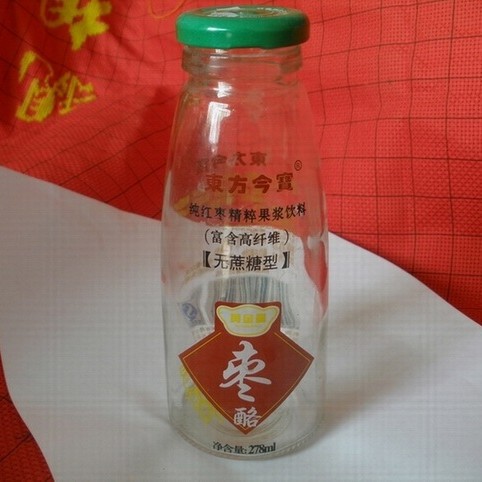 東方今寳®
纯红枣精粹果浆饮料
（富含高纤维）
【无蔗糖型】
枣
酪
净含量:278ml